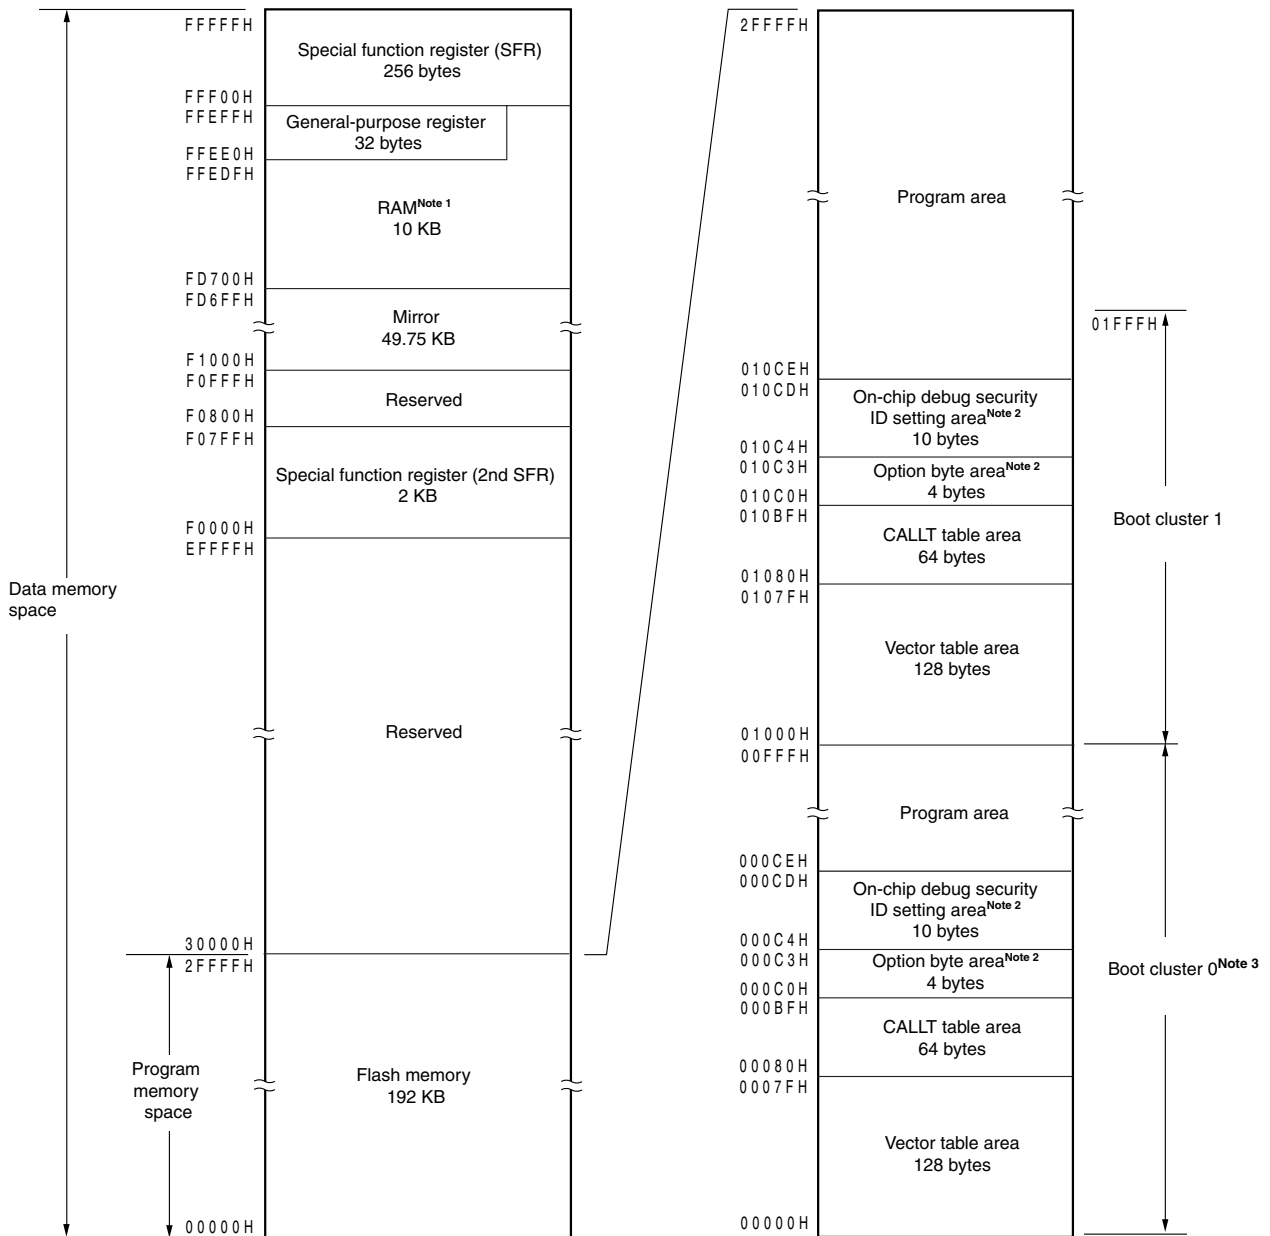 FFFFFH
Special function register (SFR)
256 bytes
FFF00H
FFEFFH
General-purpose register
32 bytes
FFEE0H
FFEDFH
RAMNote 1
10 KB
FD700H
FD6FFH
Mirror
49.75 KB
F1000H
F0FFFH
Reserved
F0800H
F07FFH
Special function register (2nd SFR)
2 KB
F0000H
EFFFFH
Data memory
space
Reserved
30000H
2FFFFH
Program
memory
space
Flash memory
192 KB
00000H
2FFFFH
Program area
01FFFH
010CEH
010CDH
On-chip debug security
ID setting areaNote 2
10 bytes
010C4H
010C3H
Option byte areaNote 2
4 bytes
010C0H
010BFH
Boot cluster 1
CALLT table area
64 bytes
01080H
0107FH
Vector table area
128 bytes
01000H
00FFFH
Program area
000CEH
000CDH
On-chip debug security
ID setting areaNote 2
10 bytes
000C4H
000C3H
Option byte areaNote 2
4 bytes
Boot cluster 0Note 3
000C0H
000BFH
CALLT table area
64 bytes
00080H
0007FH
Vector table area
128 bytes
00000H